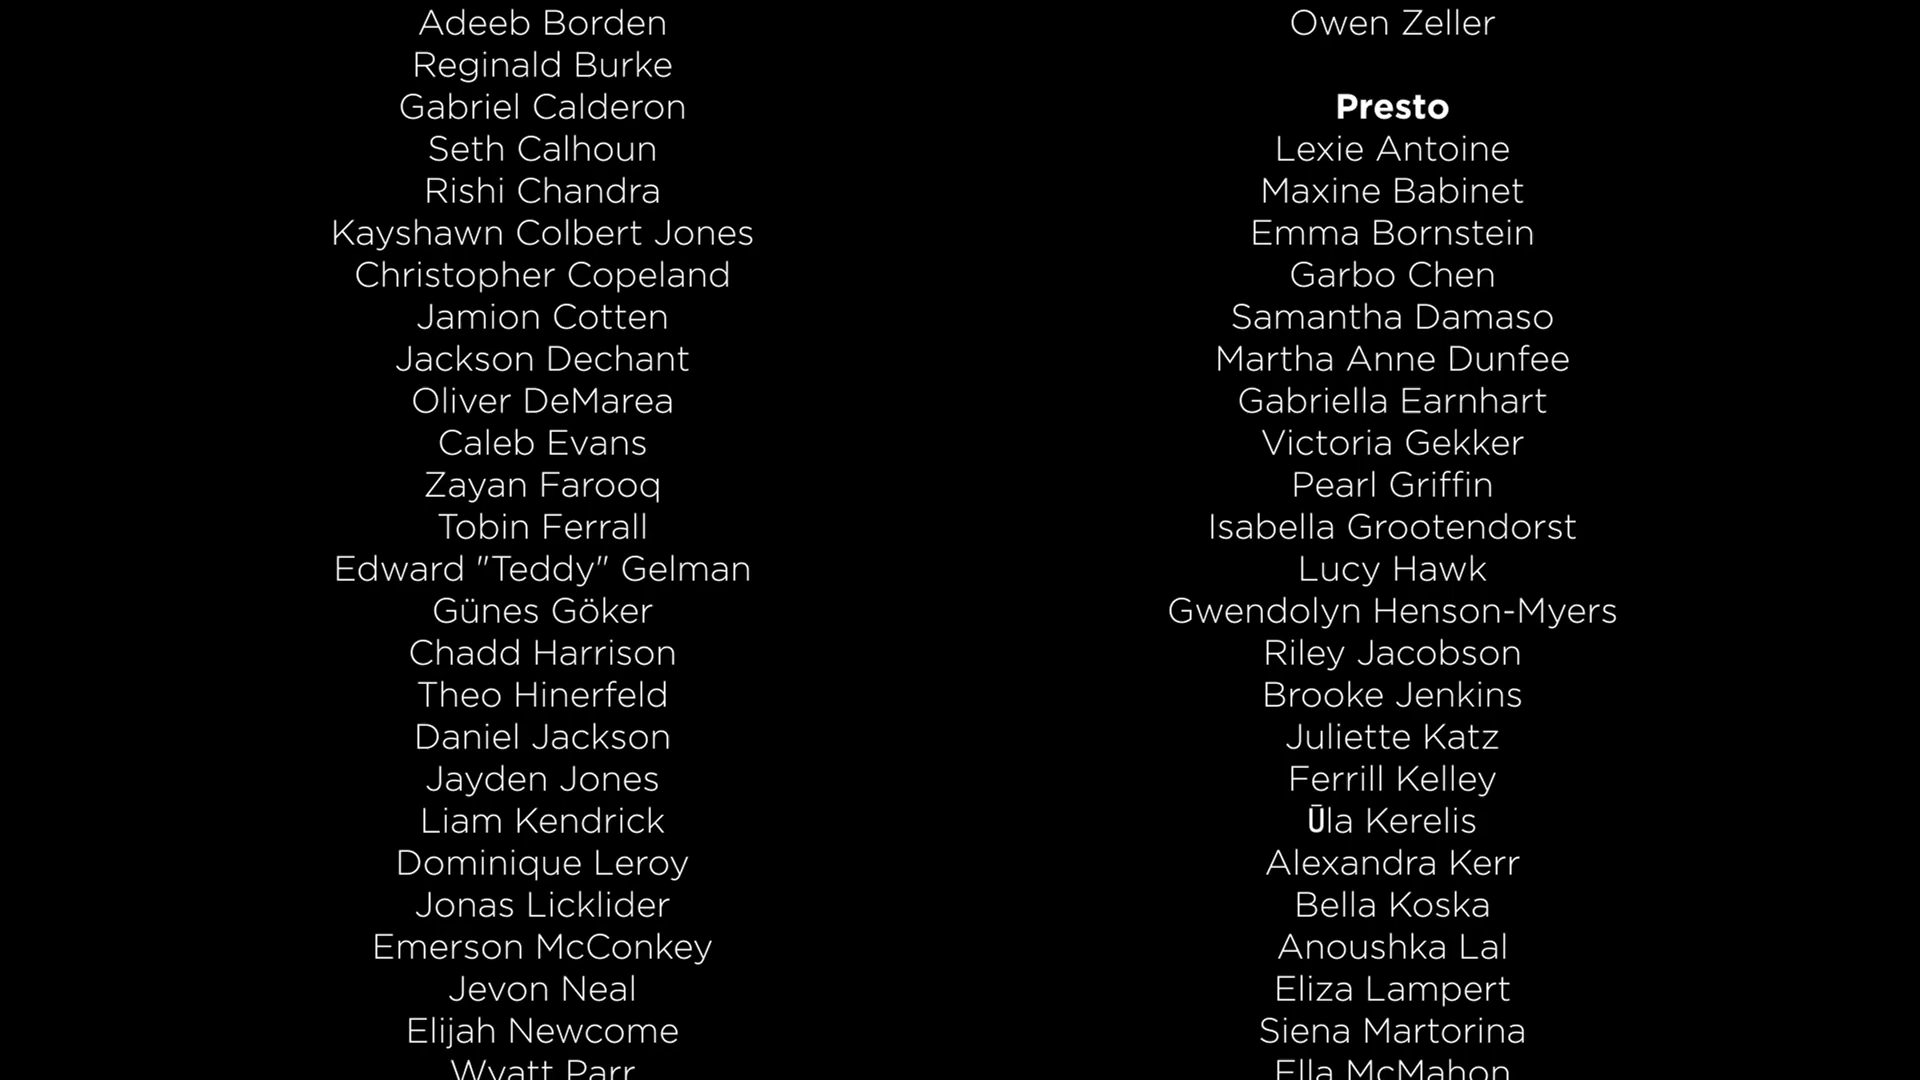 Adeeb Borden
Reginald Burke
Gabriel Calderon
Seth Calhoun
Rishi Chandra
Kayshawn Colbert Jones
Christopher Copeland
Jamion Cotten
Jackson Dechant
Oliver DeMarea
Caleb Evans
Zayan Farooq
Tobin Ferrall
Edward "Teddy" Gelman
Günes Göker
Chadd Harrison
Theo Hinerfeld
Daniel Jackson
Jayden Jones
Liam Kendrick
Dominique Leroy
Jonas Licklider
Emerson McConkey
Jevon Neal
Elijah Newcome
Wyatt Parr
Owen Zeller
Presto
Lexie Antoine
Maxine Babinet
Emma Bornstein
Garbo Chen
Samantha Damaso
Martha Anne Dunfee
Gabriella Earnhart
Victoria Gekker
Pearl Griffin
Isabella Grootendorst
Lucy Hawk
Gwendolyn Henson-Myers
Riley Jacobson
Brooke Jenkins
Juliette Katz
Ferrill Kelley
Ūla Kerelis
Alexandra Kerr
Bella Koska
Anoushka Lal
Eliza Lampert
Siena Martorina
Ella McMahon